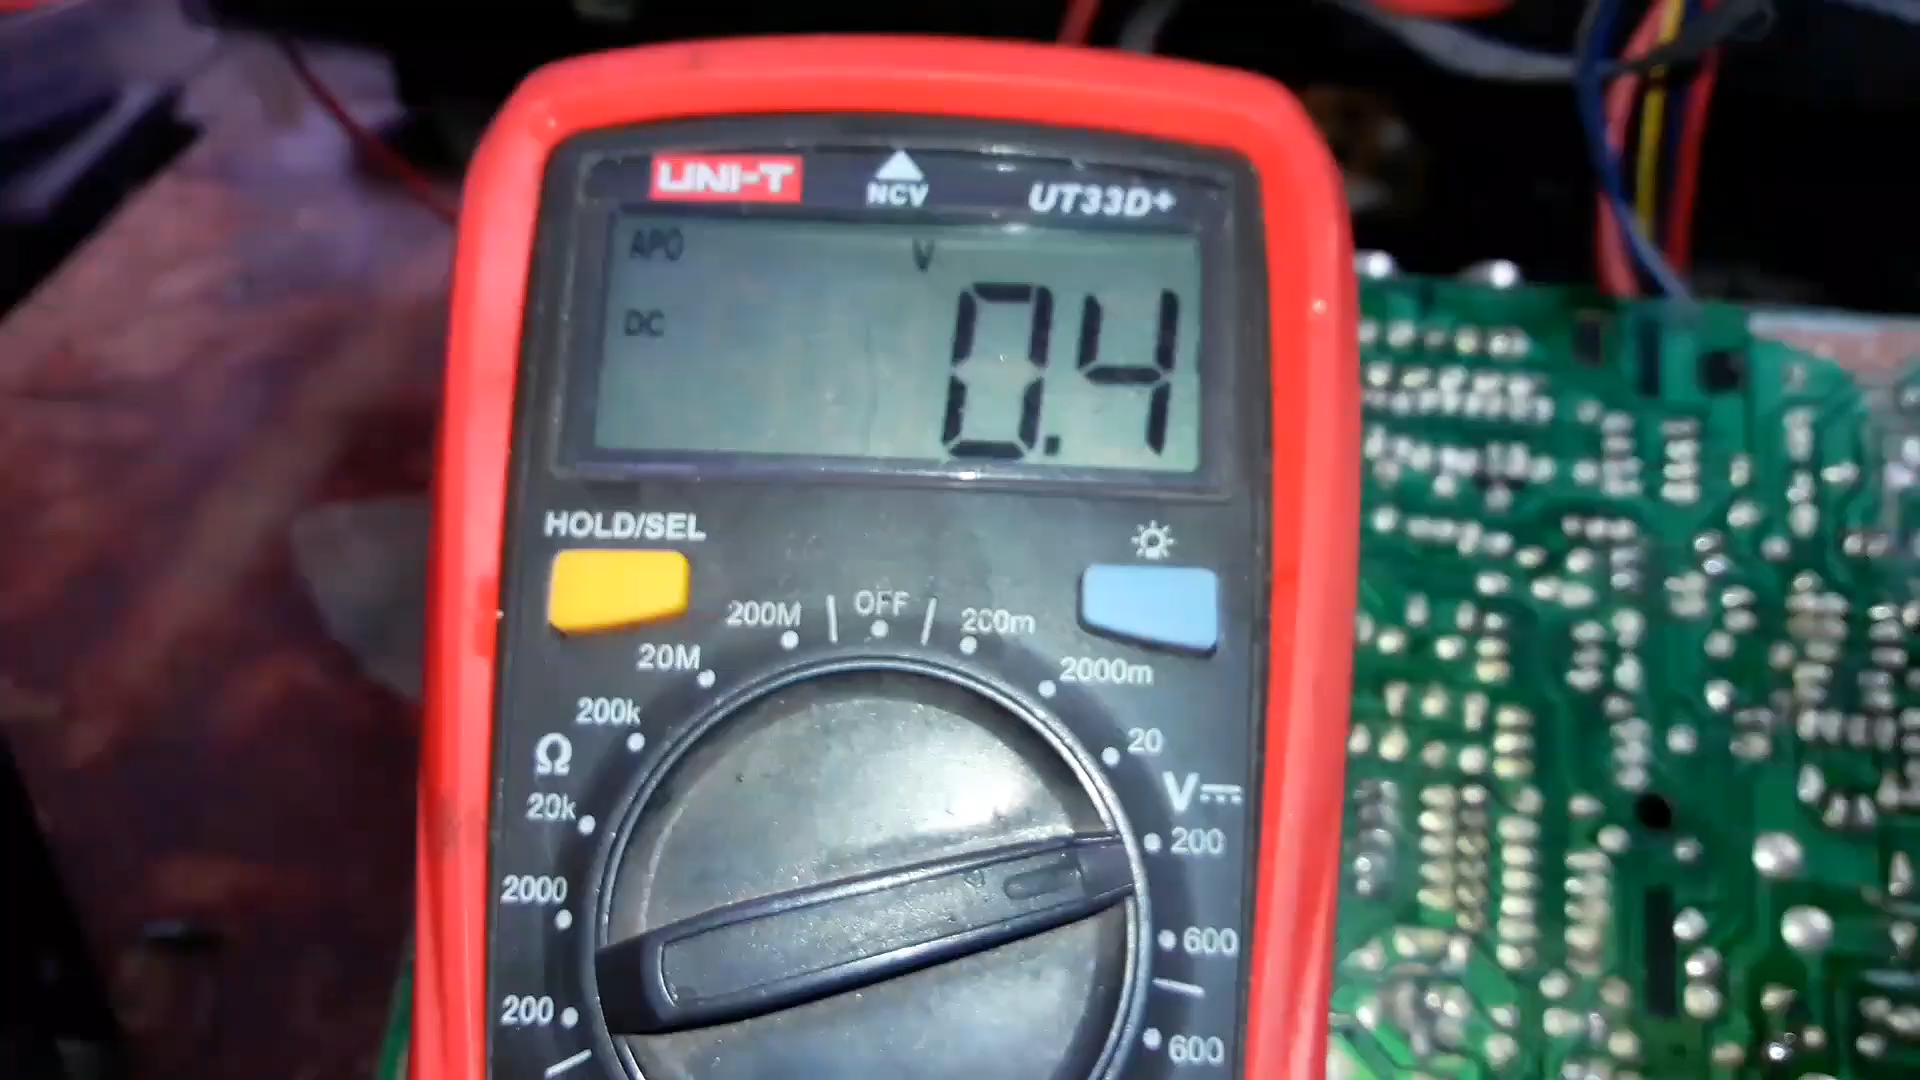 UNI-T
NCV
UT33D+
APO
V
DC
0.4
HOLD/SEL
200M
OFF
200m
20M
2000m
200k
20
Ω
V
20k
200
2000
600
200
600